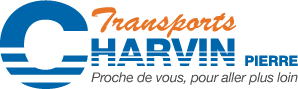 Transports
CHARVIN PIERRE
Proche de vous, pour aller plus loin